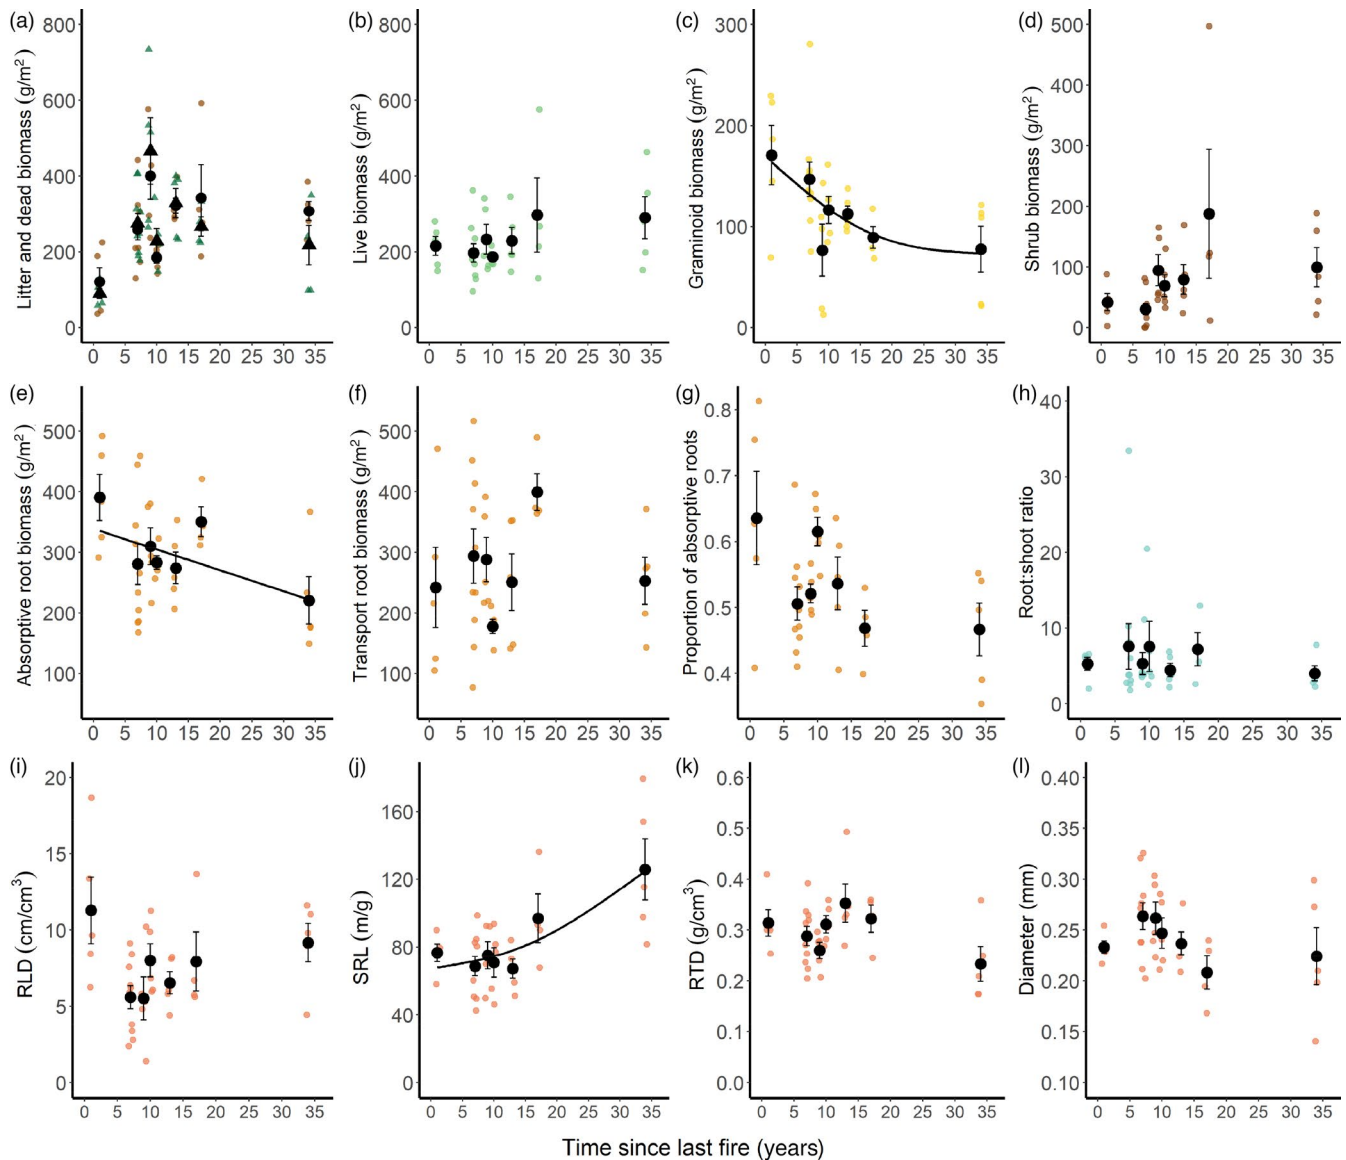 (a)
Litter and dead biomass (g/m²)
800
600
400
200
0
0 5 10 15 20 25 30 35
(b)
Live biomass (g/m²)
800
700
600
500
400
300
200
100
0
0 5 10 15 20 25 30 35
(c)
Graminoid biomass (g/m²)
300
200
100
0
0 5 10 15 20 25 30 35
(d)
Shrub biomass (g/m²)
500
400
300
200
100
0
0 5 10 15 20 25 30 35
(e)
Absorptive root biomass (g/m²)
500
400
300
200
100
0 5 10 15 20 25 30 35
(f)
Transport root biomass (g/m²)
500
400
300
200
100
0 5 10 15 20 25 30 35
(g)
Proportion of absorptive roots
0.8
0.7
0.6
0.5
0.4
0 5 10 15 20 25 30 35
(h)
Root:shoot ratio
40
30
20
10
0
0 5 10 15 20 25 30 35
(i)
RLD (cm/cm³)
20
15
10
5
0
0 5 10 15 20 25 30 35
(j)
SRL (m/g)
160
120
80
40
0
0 5 10 15 20 25 30 35
(k)
RTD (g/cm³)
0.6
0.5
0.4
0.3
0.2
0.1
0.0
0 5 10 15 20 25 30 35
(l)
Diameter (mm)
0.40
0.35
0.30
0.25
0.20
0.15
0.10
0 5 10 15 20 25 30 35
Time since last fire (years)